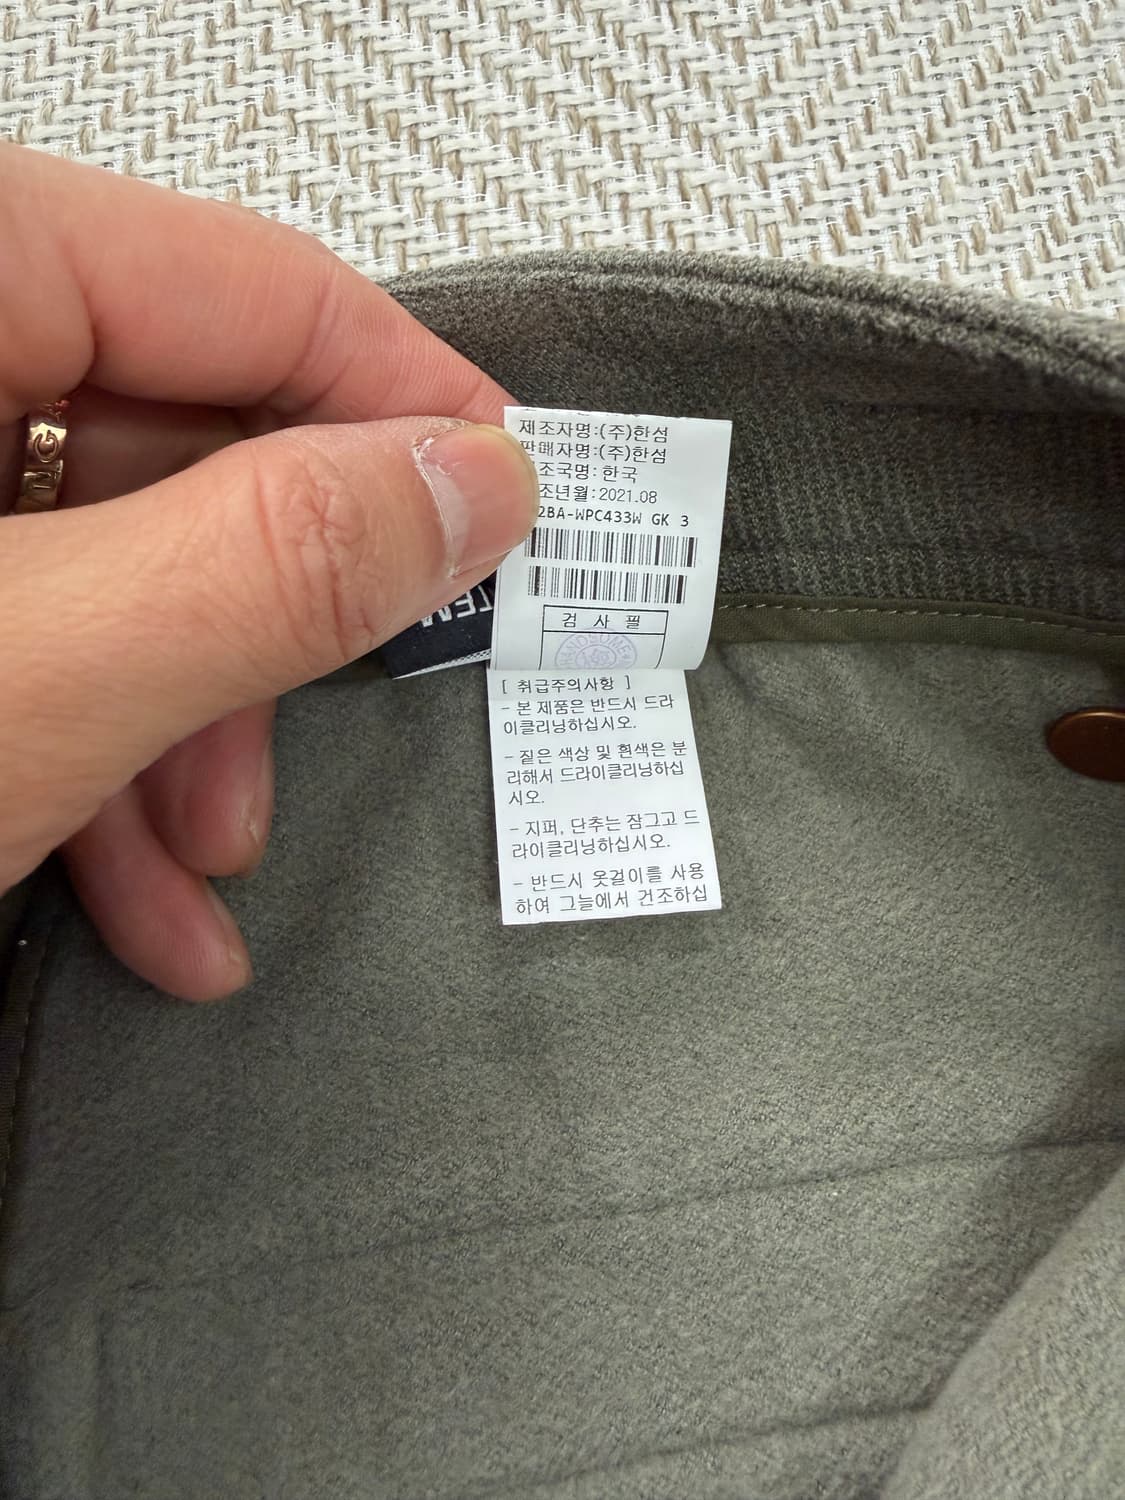 제조자명:(주)한섬
판매자명:(주)한섬
조국명: 한국
조년월:2021.08
2BA-WPC433W GK 3
검 사 필
HANDSOME
[ 취급주의사항 ]
- 본 제품은 반드시 드라
이클리닝하십시오.
- 짙은 색상 및 흰색은 분
리해서 드라이클리닝하십
시오.
- 지퍼, 단추는 잠그고 드
라이클리닝하십시오.
- 반드시 옷걸이를 사용
하여 그늘에서 건조하십